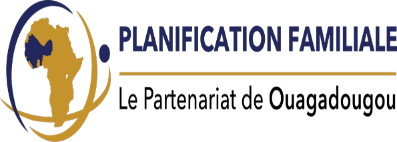 PLANIFICATION FAMILIALE
Le Partenariat de Ouagadougou